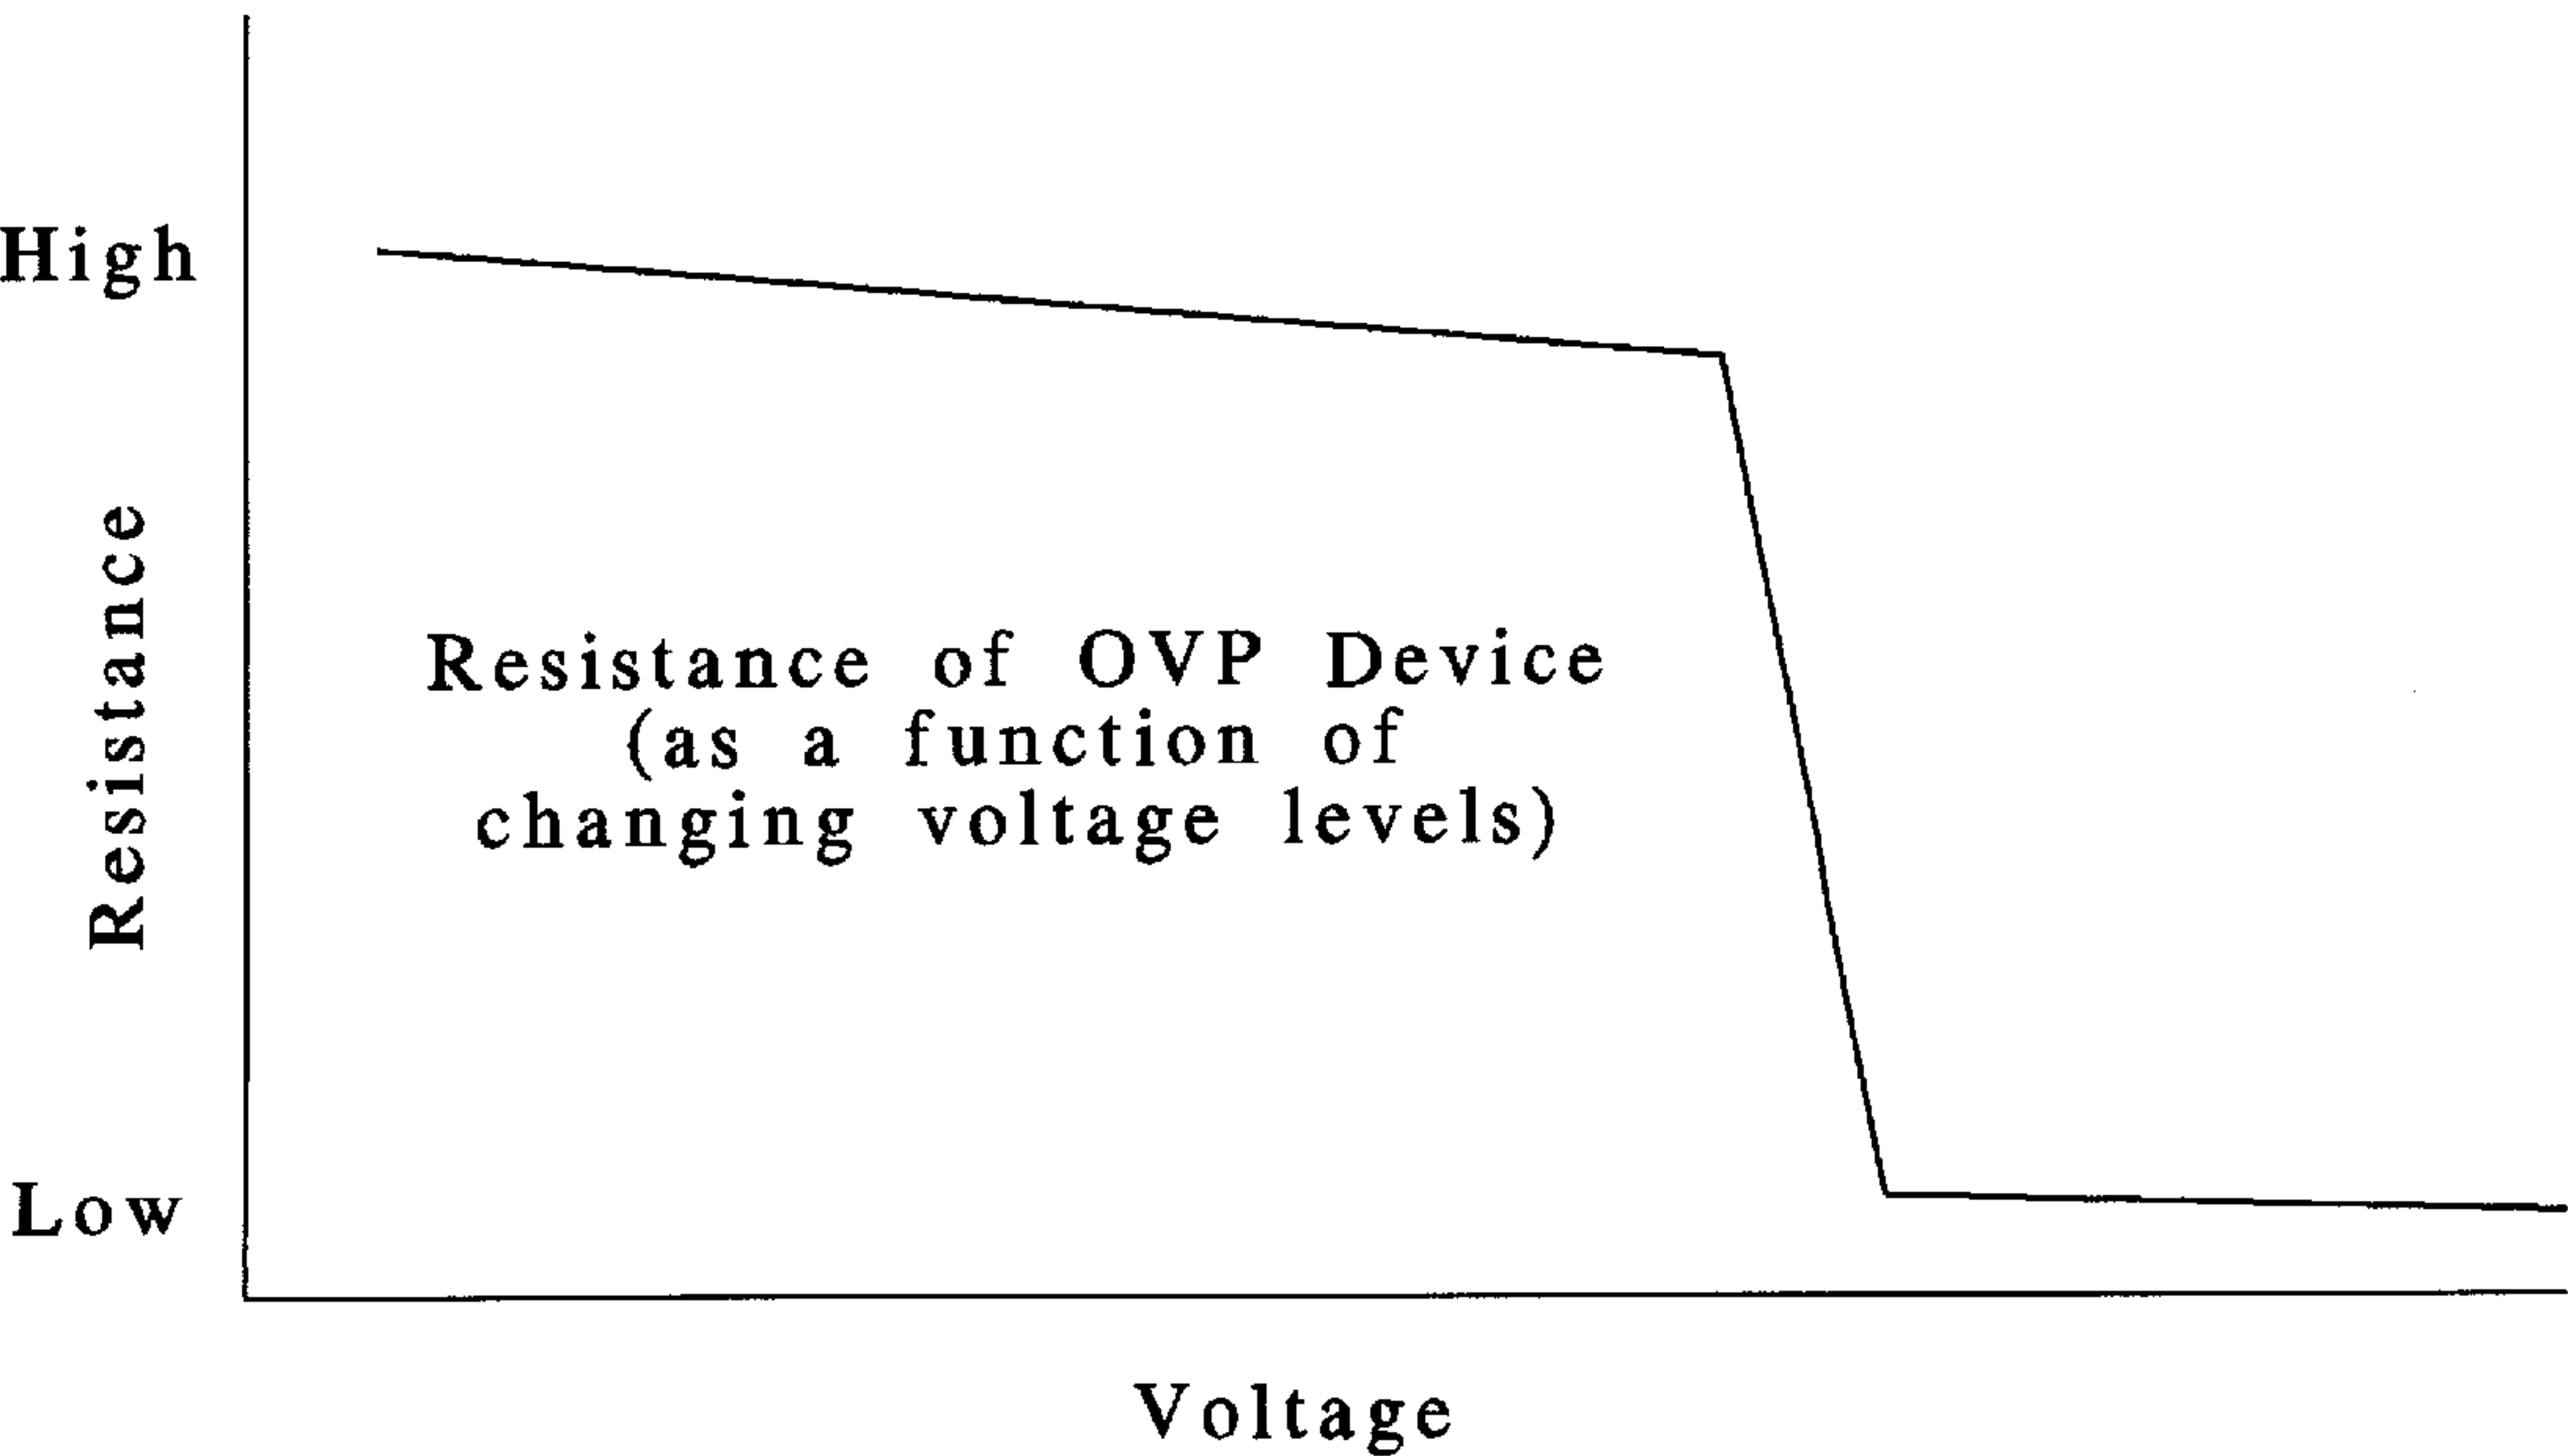 High
Resistance
Resistance of OVP Device
(as a function of
changing voltage levels)
Low
Voltage